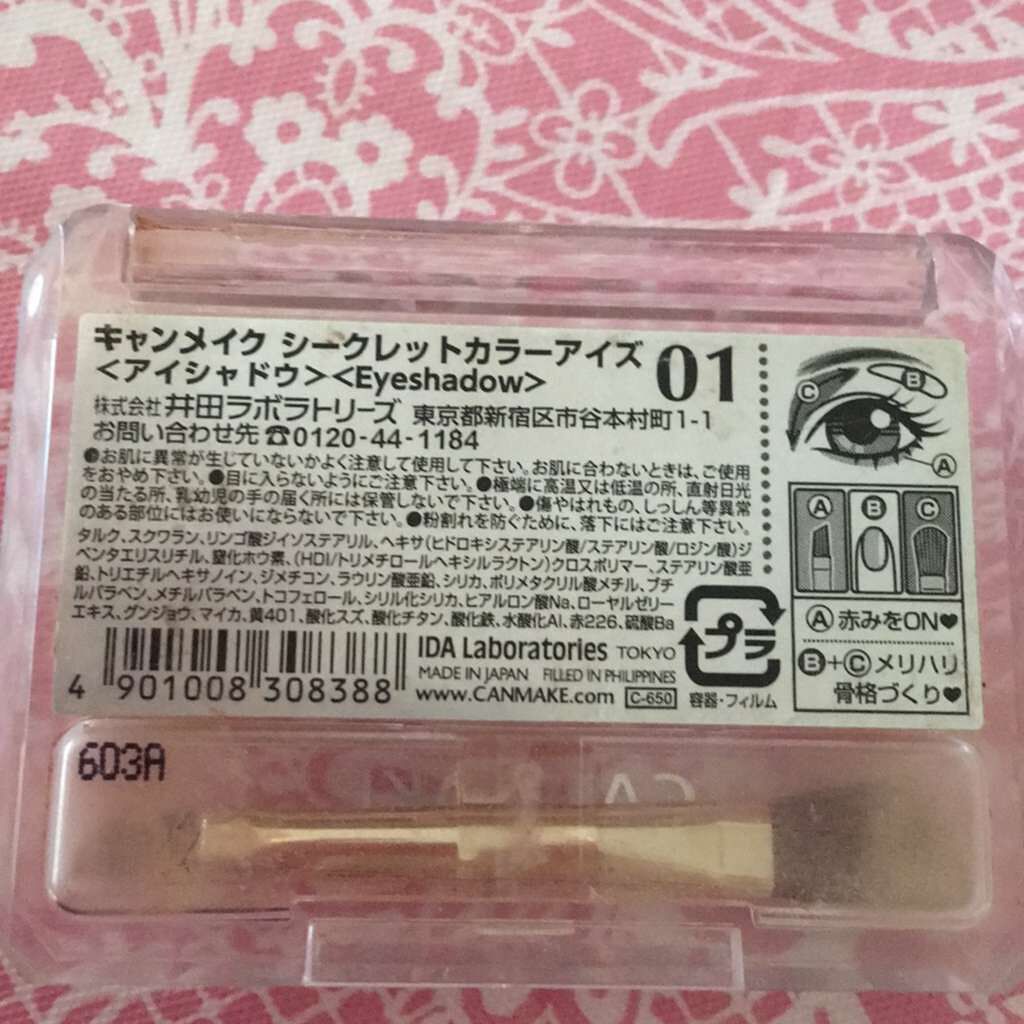 キャンメイク シークレットカラーアイズ 01
<アイシャドウ><Eyeshadow>
株式会社 井田ラボラトリーズ 東京都新宿区市谷本村町1-1
お問い合わせ先☎0120-44-1184
●お肌に異常が生じていないかよく注意して使用して下さい。お肌に合わないときは、ご使用
をおやめ下さい。●目に入らないようにご注意下さい。●極端に高温又は低温の所、直射日光
の当たる所、乳幼児の手の届く所には保管しないで下さい。●傷やはれもの、しっしん等異常
のある部位にはお使いにならないで下さい。●粉割れを防ぐために、落下にはご注意下さい。
タルク、スクワラン、リンゴ酸ジイソステアリル、ヘキサ(ヒドロキシステアリン酸/ステアリン酸/ロジン酸)ジ
ペンタエリスリチル、窒化ホウ素、(HDI/トリメチロールヘキシルラクトン)クロスポリマー、ステアリン酸亜
鉛、トリエチルヘキサノイン、ジメチコン、ラウリン酸亜鉛、シリカ、ポリメタクリル酸メチル、ブチ
ルパラベン、メチルパラベン、トコフェロール、シリル化シリカ、ヒアルロン酸Na、ローヤルゼリー
エキス、グンジョウ、マイカ、黄401、酸化スズ、酸化チタン、酸化鉄、水酸化Al、赤226、硫酸Ba
4 901008 308388
IDA Laboratories TOKYO
MADE IN JAPAN FILLED IN PHILIPPINES
www.CANMAKE.com C-650
プラ
容器・フィルム
B
C
A
A B C
A 赤みをON♥
B+C メリハリ
骨格づくり♥
603A